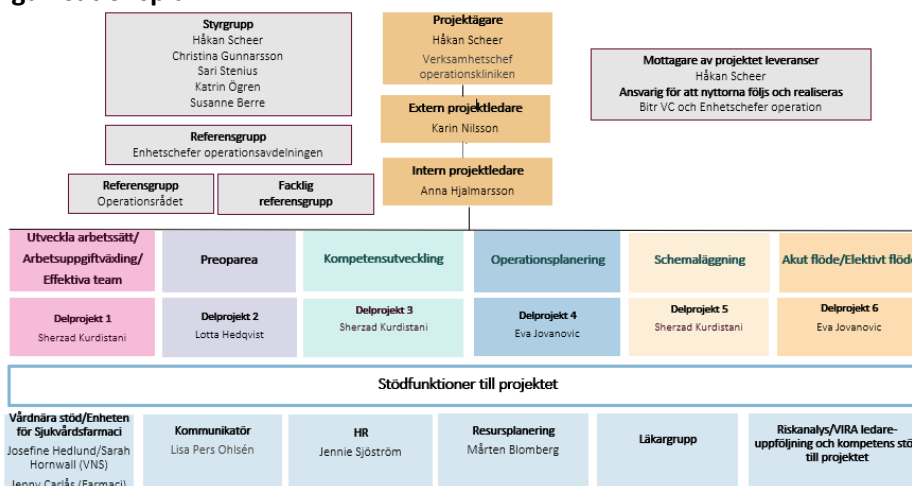 Styrgrupp
Håkan Scheer
Christina Gunnarsson
Sari Stenius
Katrin Ögren
Susanne Berre
Projektägare
Håkan Scheer
Verksamhetschef
operationskliniken
Mottagare av projektet leveranser
Håkan Scheer
Ansvarig för att nyttorna följs och realiseras
Bitr VC och Enhetschefer operation
Extern projektledare
Karin Nilsson
Referensgrupp
Enhetschefer operationsavdelningen
Intern projektledare
Anna Hjalmarsson
Referensgrupp
Operationsrådet
Facklig
referensgrupp
Utveckla arbetssätt/
Arbetsuppgiftväxling/
Effektiva team
Preoparea
Kompetensutveckling
Operationsplanering
Schemaläggning
Akut flöde/Elektivt flöde
Delprojekt 1
Sherzad Kurdistani
Delprojekt 2
Lotta Hedqvist
Delprojekt 3
Sherzad Kurdistani
Delprojekt 4
Eva Jovanovic
Delprojekt 5
Sherzad Kurdistani
Delprojekt 6
Eva Jovanovic
Stödfunktioner till projektet
Vårdnära stöd/Enheten
för Sjukvårdsfarmaci
Josefine Hedlund/Sarah
Hornwall (VNS)
Jenny Carlås (Farmaci)
Kommunikatör
Lisa Pers Ohlsén
HR
Jennie Sjöström
Resursplanering
Mårten Blomberg
Läkargrupp
Riskanalys/VIRA ledare-
uppföljning och kompetens stö
till projektet